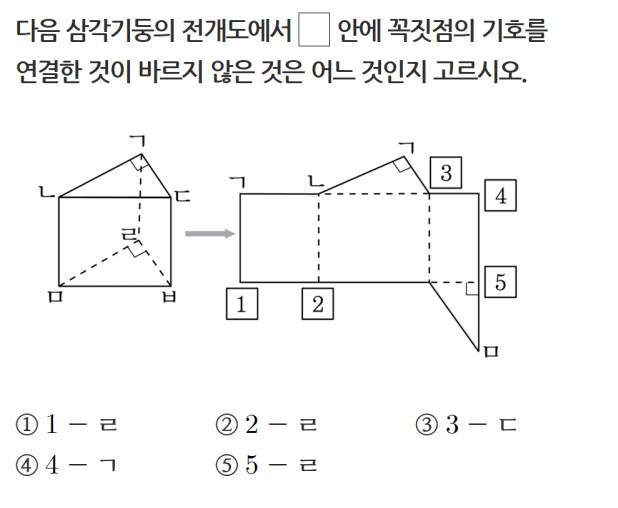 다음 삼각기둥의 전개도에서 □ 안에 꼭짓점의 기호를
연결한 것이 바르지 않은 것은 어느 것인지 고르시오.
ㄱ
ㄴ
ㄷ
ㄹ
ㅁ
ㅂ
ㄱ
ㄱ
ㄴ
3
4
1
2
5
ㅁ
① 1 - ㄹ ② 2 - ㄹ ③ 3 - ㄷ
④ 4 - ㄱ ⑤ 5 - ㄹ